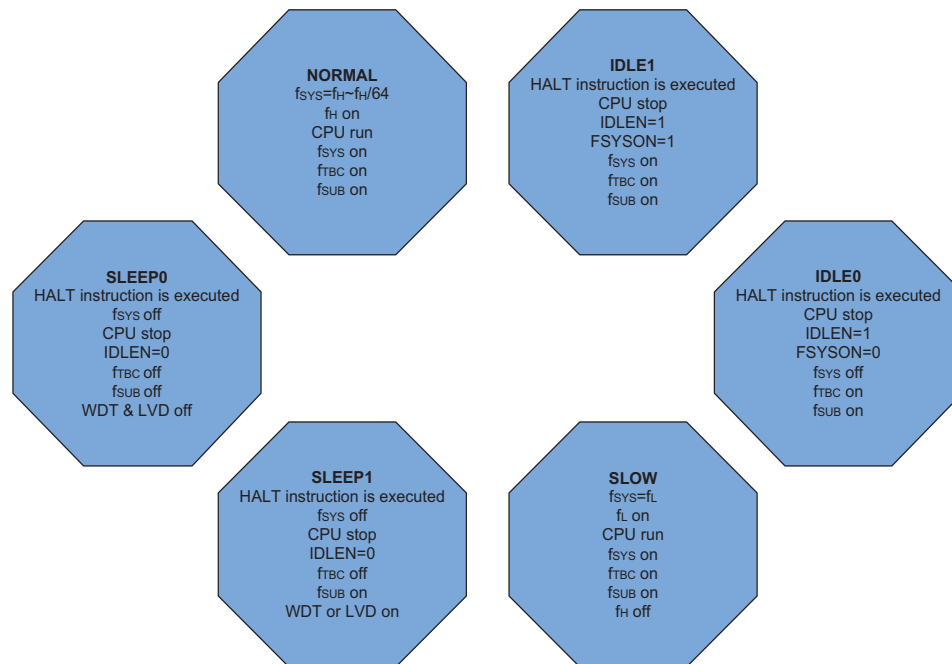 NORMAL
fSYS=fH~fH/64
fH on
CPU run
fSYS on
fTBC on
fSUB on
IDLE1
HALT instruction is executed
CPU stop
IDLEN=1
FSYSON=1
fSYS on
fTBC on
fSUB on
SLEEP0
HALT instruction is executed
fSYS off
CPU stop
IDLEN=0
fTBC off
fSUB off
WDT & LVD off
IDLE0
HALT instruction is executed
CPU stop
IDLEN=1
FSYSON=0
fSYS off
fTBC on
fSUB on
SLEEP1
HALT instruction is executed
fSYS off
CPU stop
IDLEN=0
fTBC off
fSUB on
WDT or LVD on
SLOW
fSYS=fL
fL on
CPU run
fSYS on
fTBC on
fSUB on
fH off